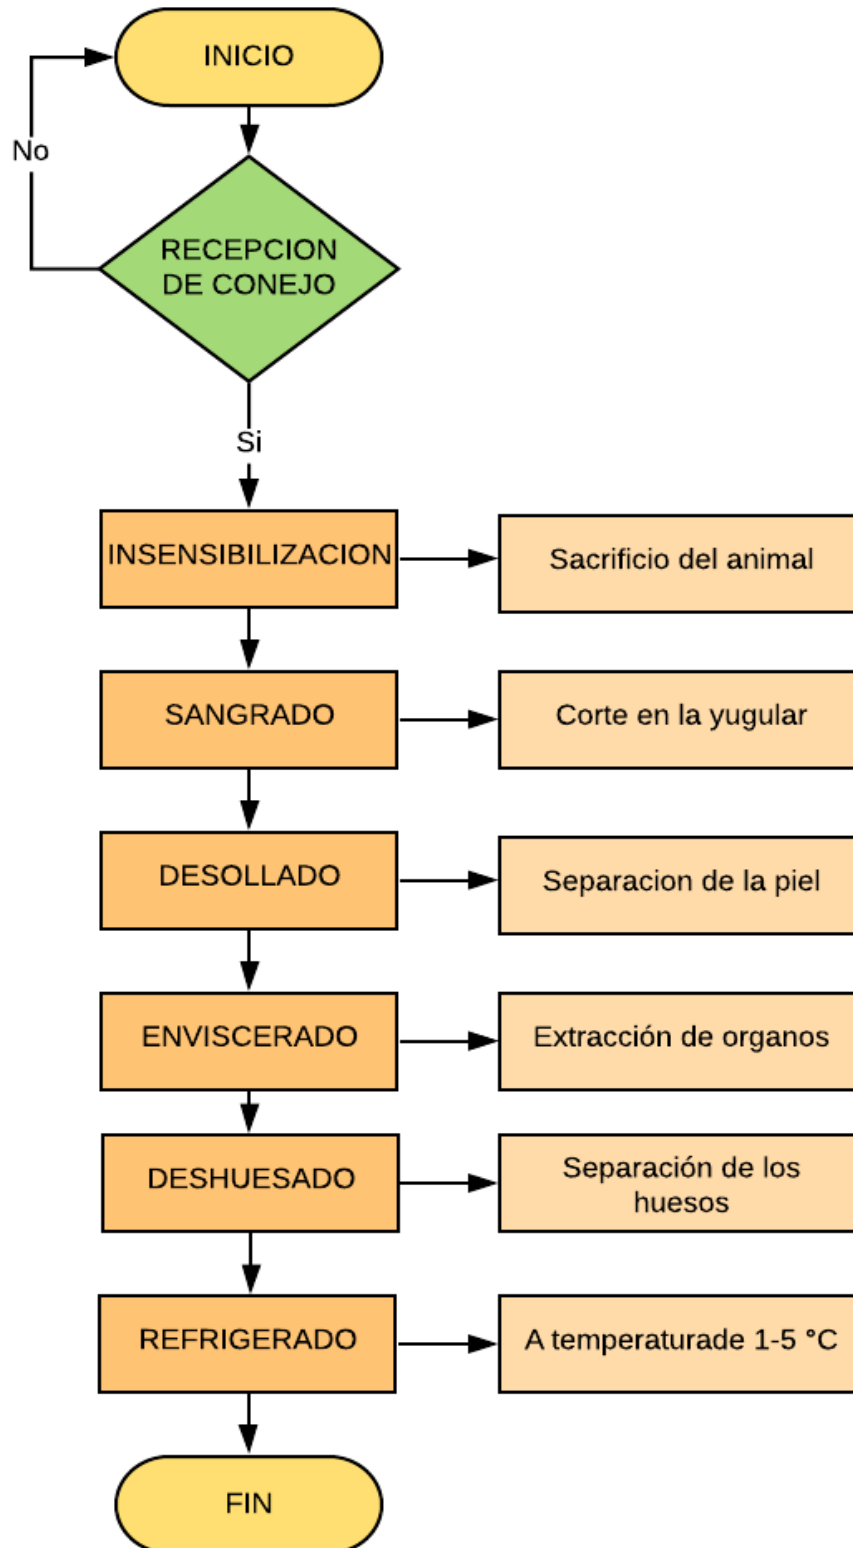 INICIO
No
RECEPCION
DE CONEJO
Si
INSENSIBILIZACION
Sacrificio del animal
SANGRADO
Corte en la yugular
DESOLLADO
Separacion de la piel
ENVISCERADO
Extracción de organos
DESHUESADO
Separación de los
huesos
REFRIGERADO
A temperaturade 1-5 °C
FIN